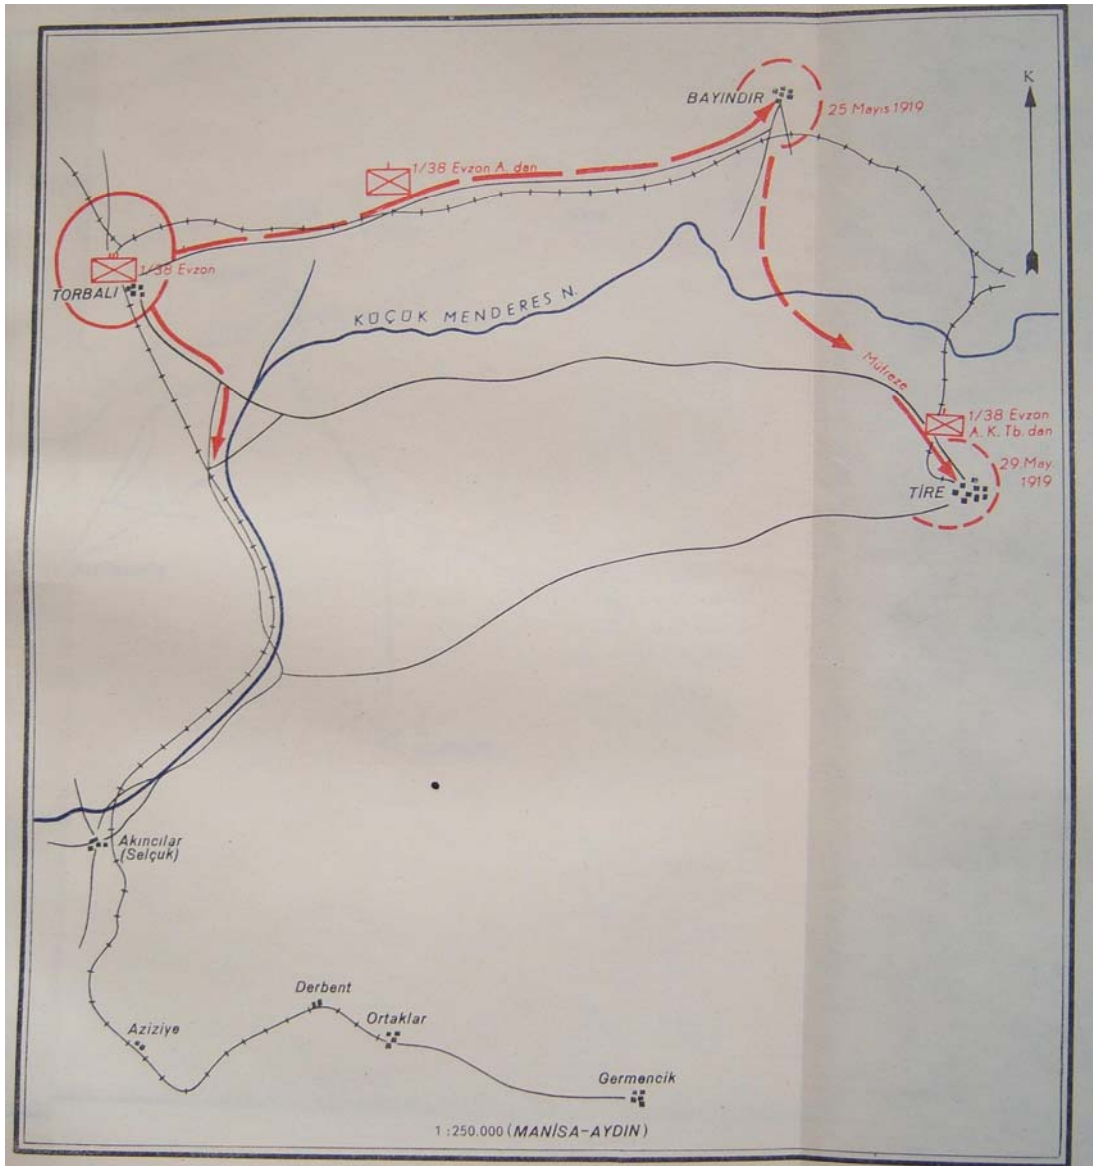 K
BAYINDIR
25 Mayıs 1919
1/38 Evzon A. dan
1/38 Evzon
TORBALI
KÜÇÜK MENDERES N.
Müfreze
1/38 Evzon
A. K. Tb. dan
29 May.
1919
TİRE
Akıncılar
(Selçuk)
Derbent
Ortaklar
Aziziye
Germencik
1:250.000 (MANİSA-AYDIN)